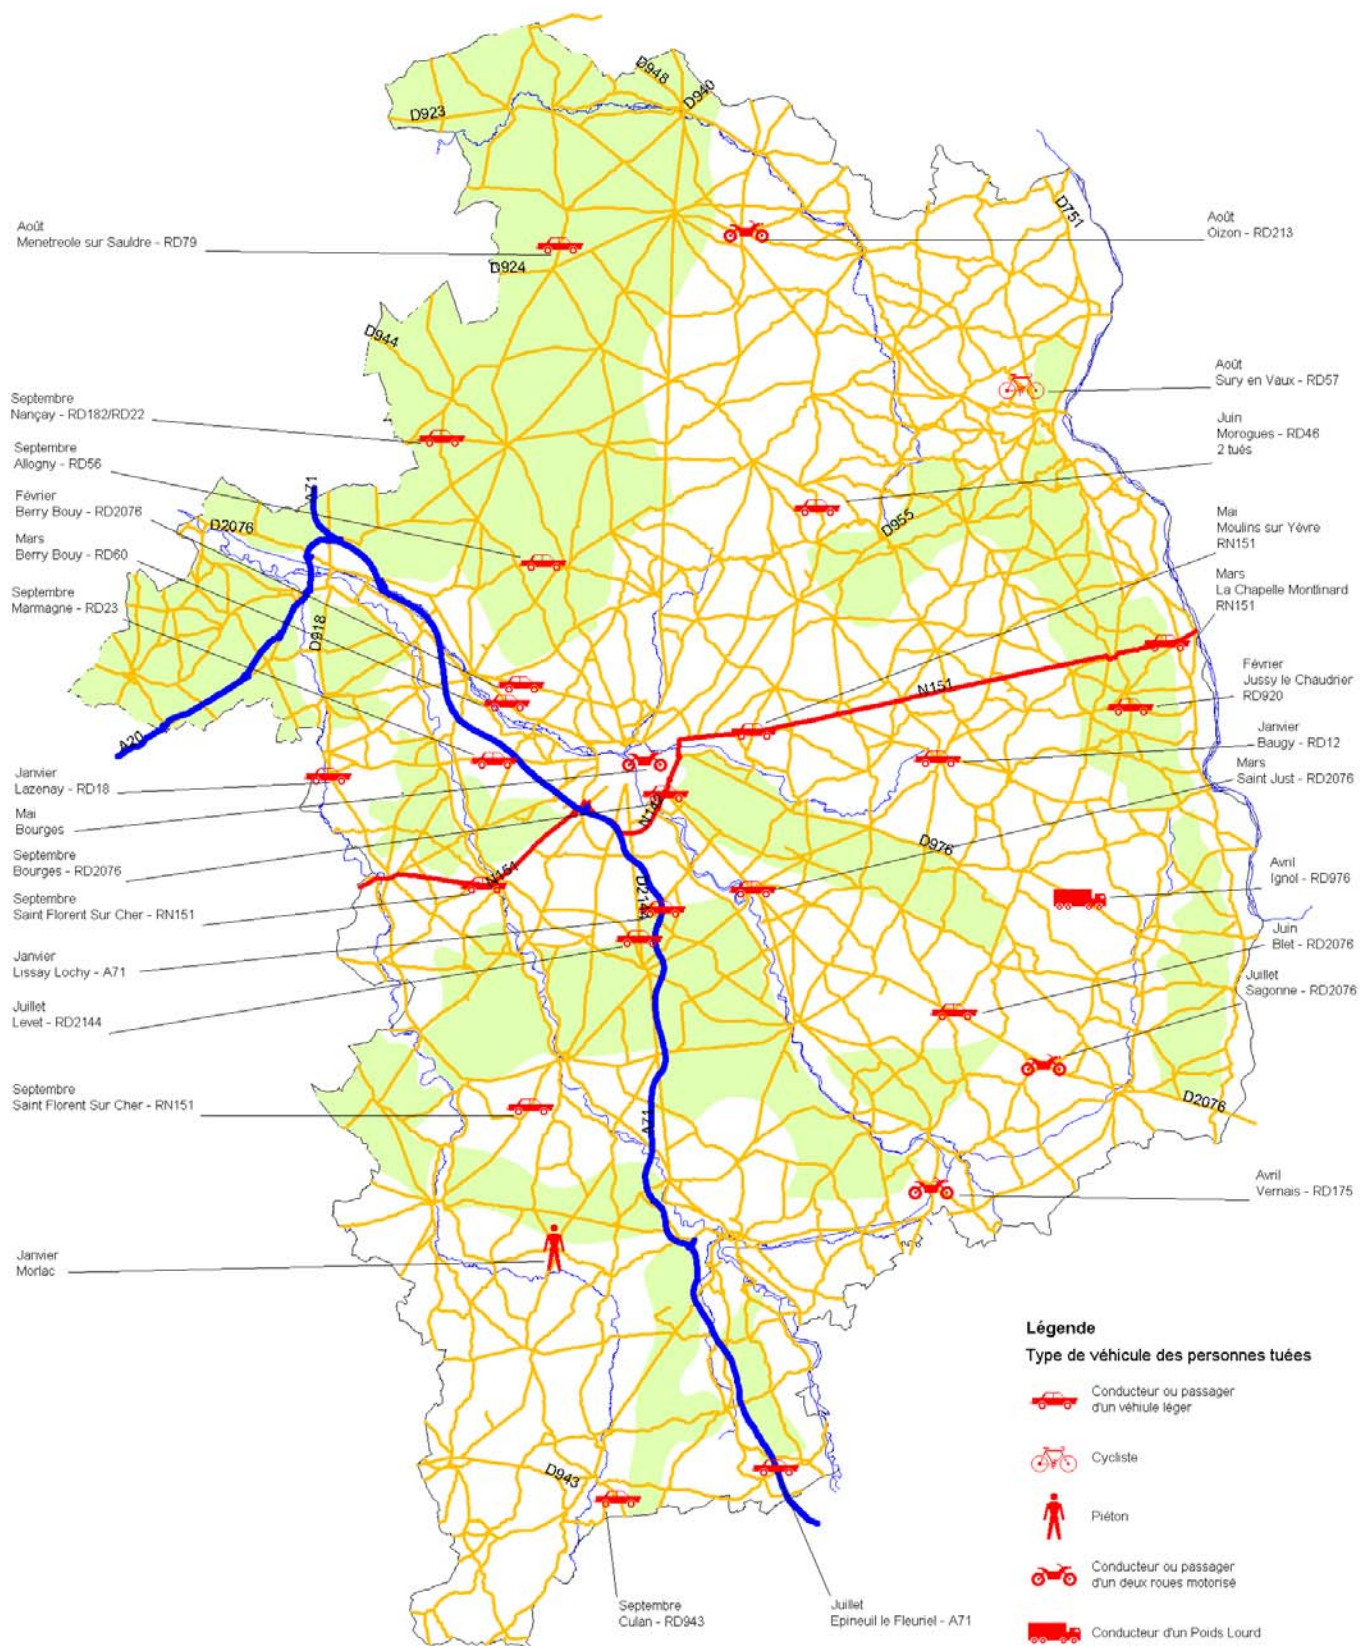 D948
D940
D923
D751
Août
Menetreole sur Sauldre - RD79
D924
Août
Oizon - RD213
D944
Août
Sury en Vaux - RD57
Septembre
Nançay - RD182/RD22
Juin
Morogues - RD46
2 tués
Septembre
Allogny - RD56
Février
Berry Bouy - RD2076
Mars
Berry Bouy - RD60
Septembre
Marmagne - RD23
A71
D2076
D955
D918
A20
Mai
Moulins sur Yèvre
RN151
Mars
La Chapelle Montlinard
RN151
N151
Février
Jussy le Chaudrier
RD920
Janvier
Baugy - RD12
Mars
Saint Just - RD2076
Janvier
Lazenay - RD18
Mai
Bourges
Septembre
Bourges - RD2076
Septembre
Saint Florent Sur Cher - RN151
Janvier
Lissay Lochy - A71
Juillet
Levet - RD2144
N142
N151
D2144
D976
Avril
Ignol - RD976
Juin
Blet - RD2076
Juillet
Sagonne - RD2076
Septembre
Saint Florent Sur Cher - RN151
A71
D2076
Avril
Vernais - RD175
Janvier
Morlac
D943
Septembre
Culan - RD943
Juillet
Epineuil le Fleuriel - A71
Légende
Type de véhicule des personnes tuées
Conducteur ou passager
d'un véhiule léger
Cycliste
Piéton
Conducteur ou passager
d'un deux roues motorisé
Conducteur d'un Poids Lourd